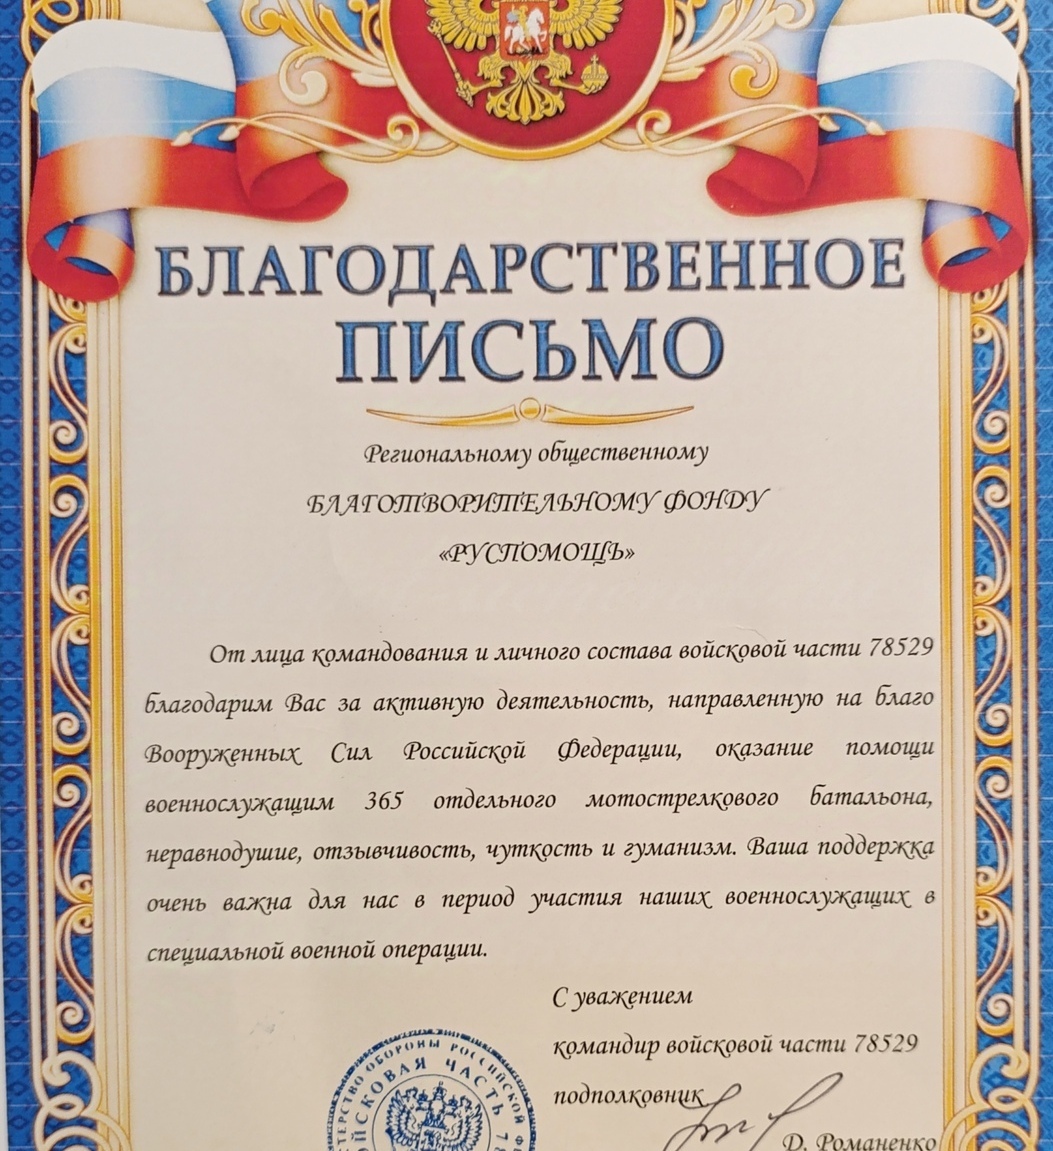 БЛАГОДАРСТВЕННОЕ
ПИСЬМО
Региональному общественному
БЛАГОТВОРИТЕЛЬНОМУ ФОНДУ
«РУСПОМОЩЬ»
От лица командования и личного состава войсковой части 78529
благодарим Вас за активную деятельность, направленную на благо
Вооруженных Сил Российской Федерации, оказание помощи
военнослужащим 365 отдельного мотострелкового батальона,
неравнодушие, отзывчивость, чуткость и гуманизм. Ваша поддержка
очень важна для нас в период участия наших военнослужащих в
специальной военной операции.
С уважением
командир войсковой части 78529
подполковник
Д. Романенко
ОБОРОНЫ РОССИЙСКОЙ
ЧАСТЬ